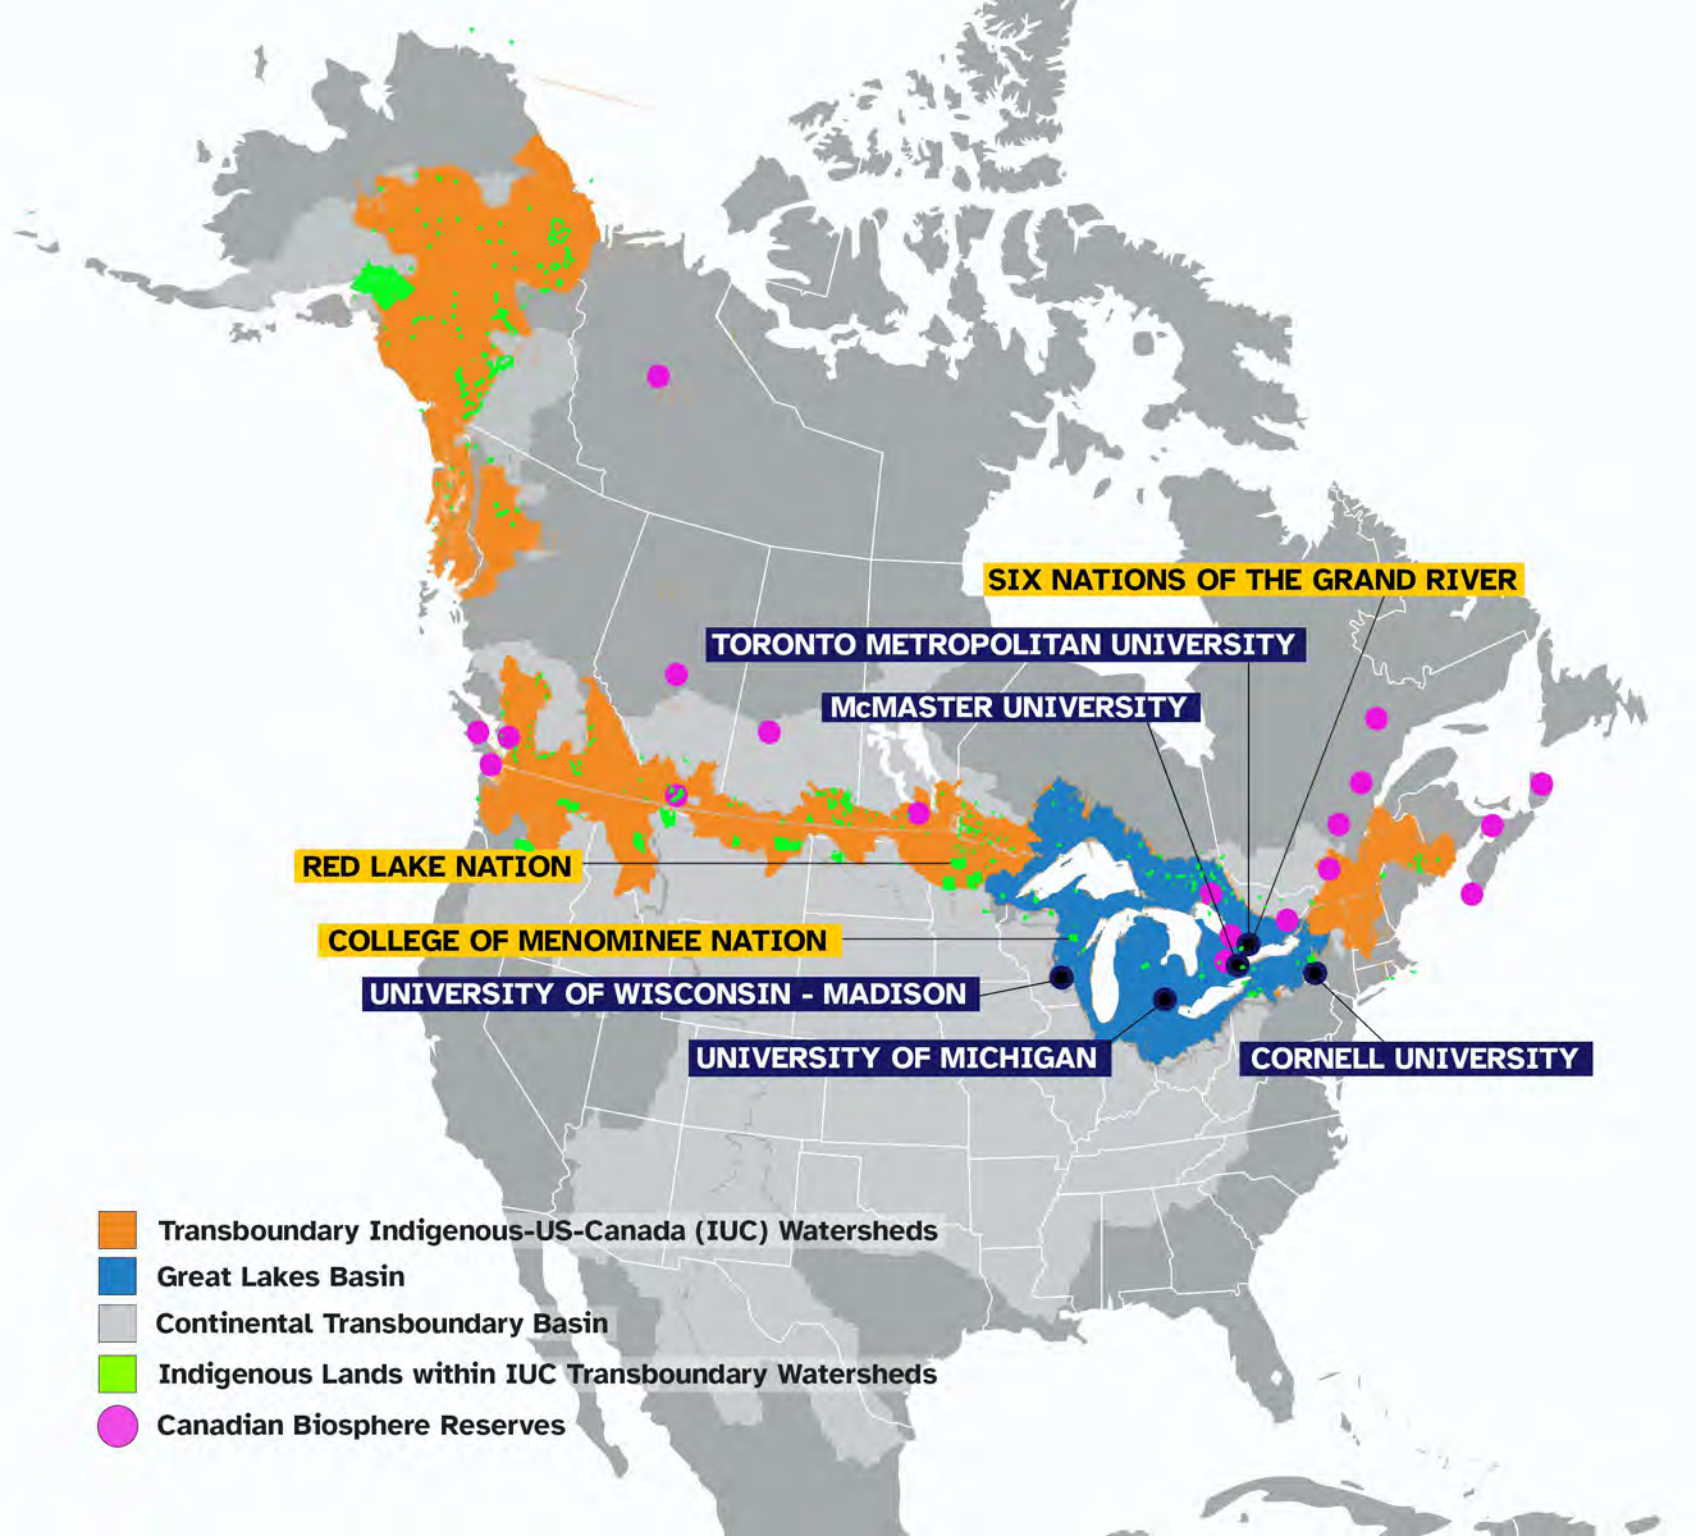 SIX NATIONS OF THE GRAND RIVER
TORONTO METROPOLITAN UNIVERSITY
McMASTER UNIVERSITY
RED LAKE NATION
COLLEGE OF MENOMINEE NATION
UNIVERSITY OF WISCONSIN - MADISON
UNIVERSITY OF MICHIGAN
CORNELL UNIVERSITY
Transboundary Indigenous-US-Canada (IUC) Watersheds
Great Lakes Basin
Continental Transboundary Basin
Indigenous Lands within IUC Transboundary Watersheds
Canadian Biosphere Reserves